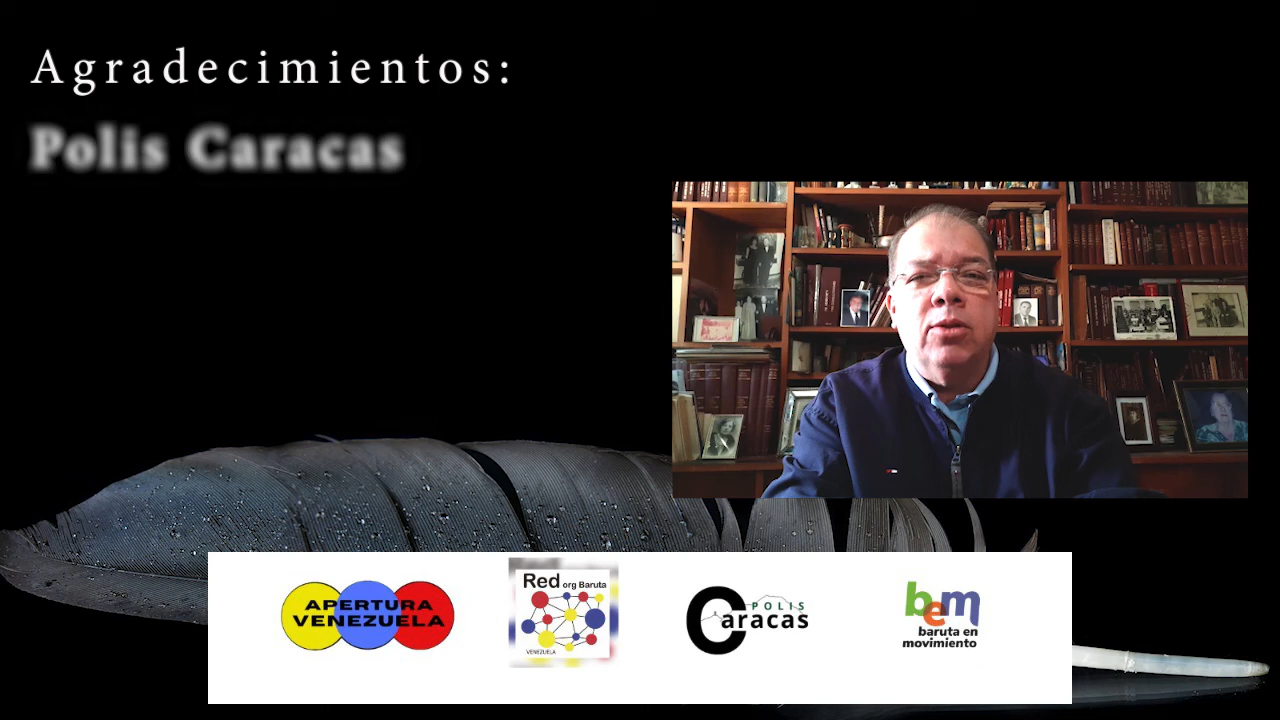 Agradecimientos:
Polis Caracas
APERTURA
VENEZUELA
Red org Baruta
VENEZUELA
POLIS
Caracas
bem
baruta en
movimiento